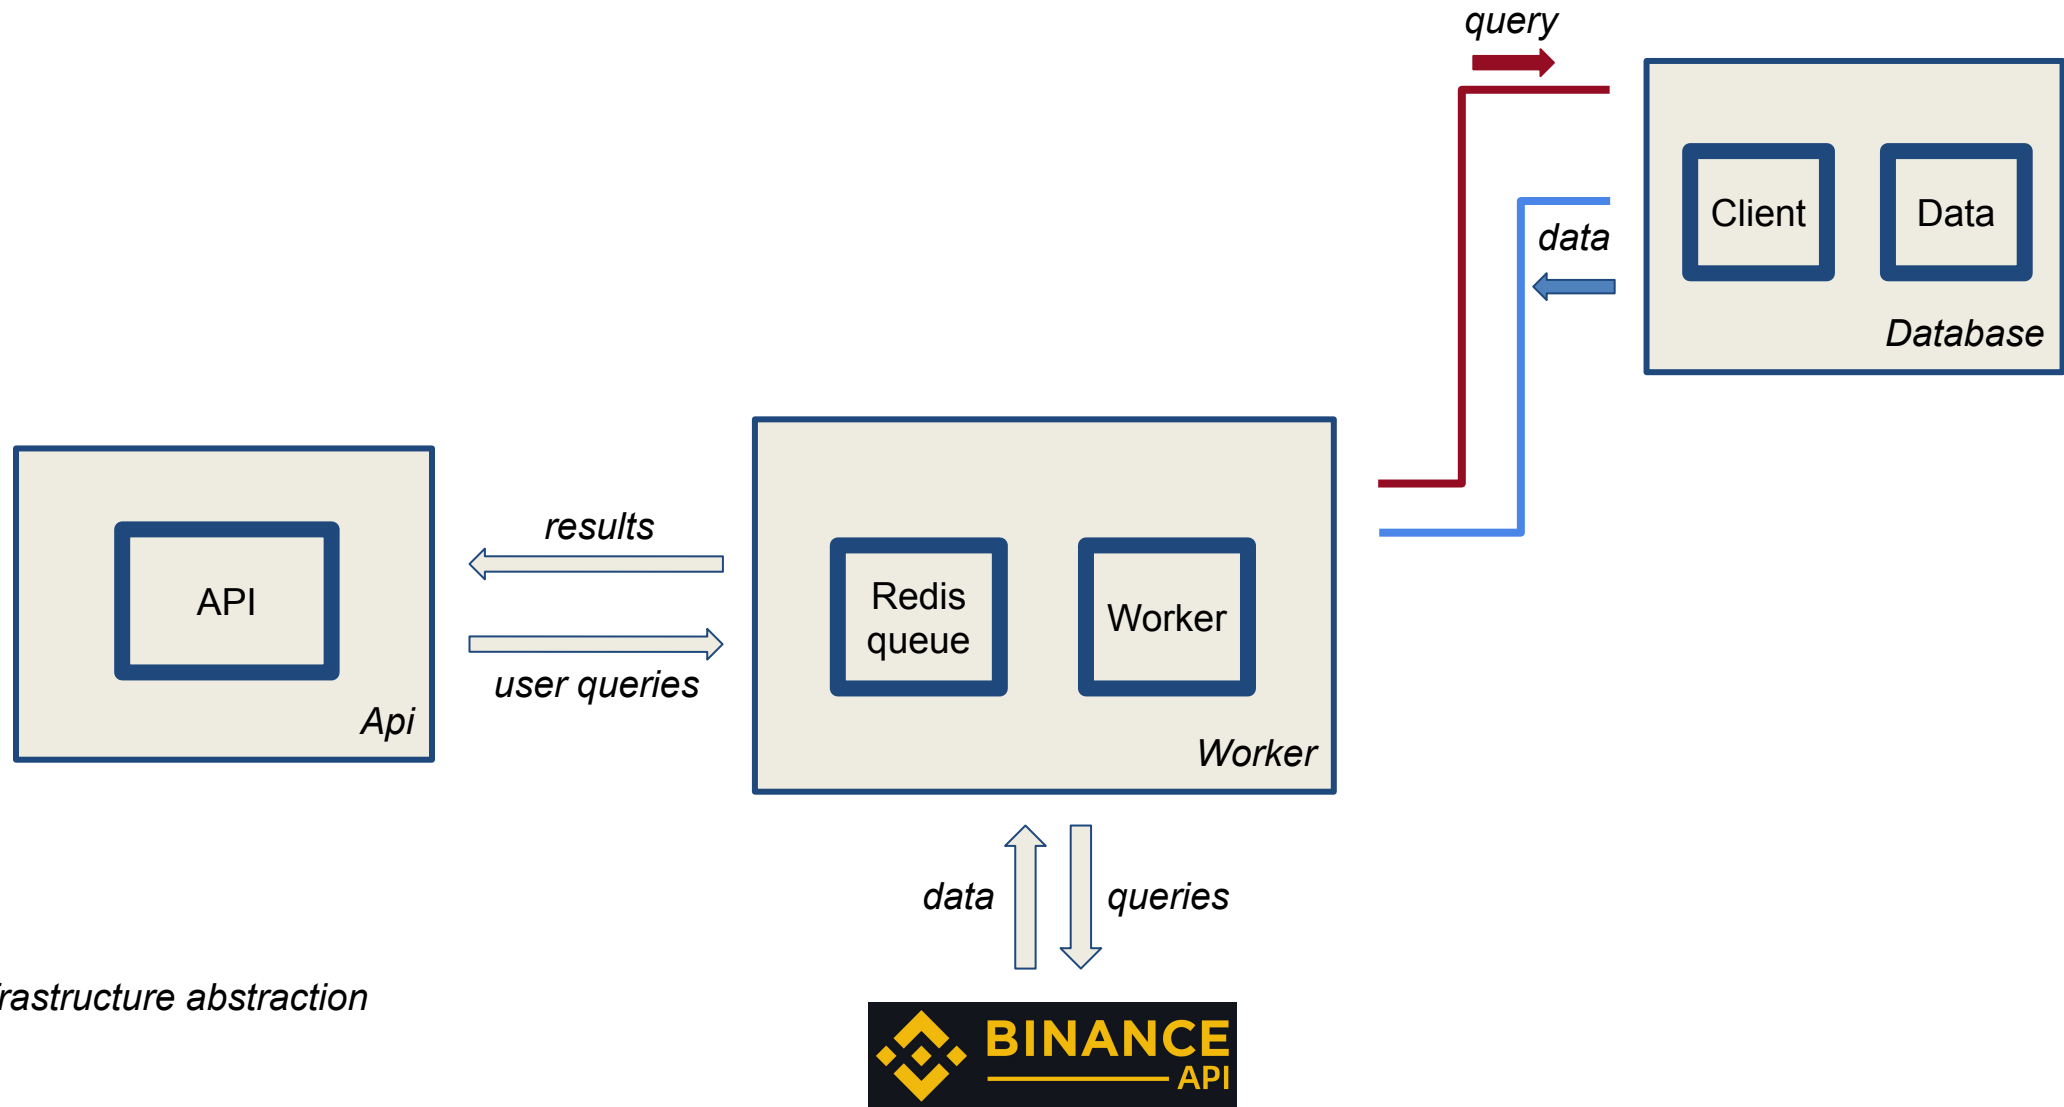 query
Client
Data
data
Database
results
API
Redis
queue
Worker
user queries
Api
Worker
data
queries
rastructure abstraction
BINANCE
API